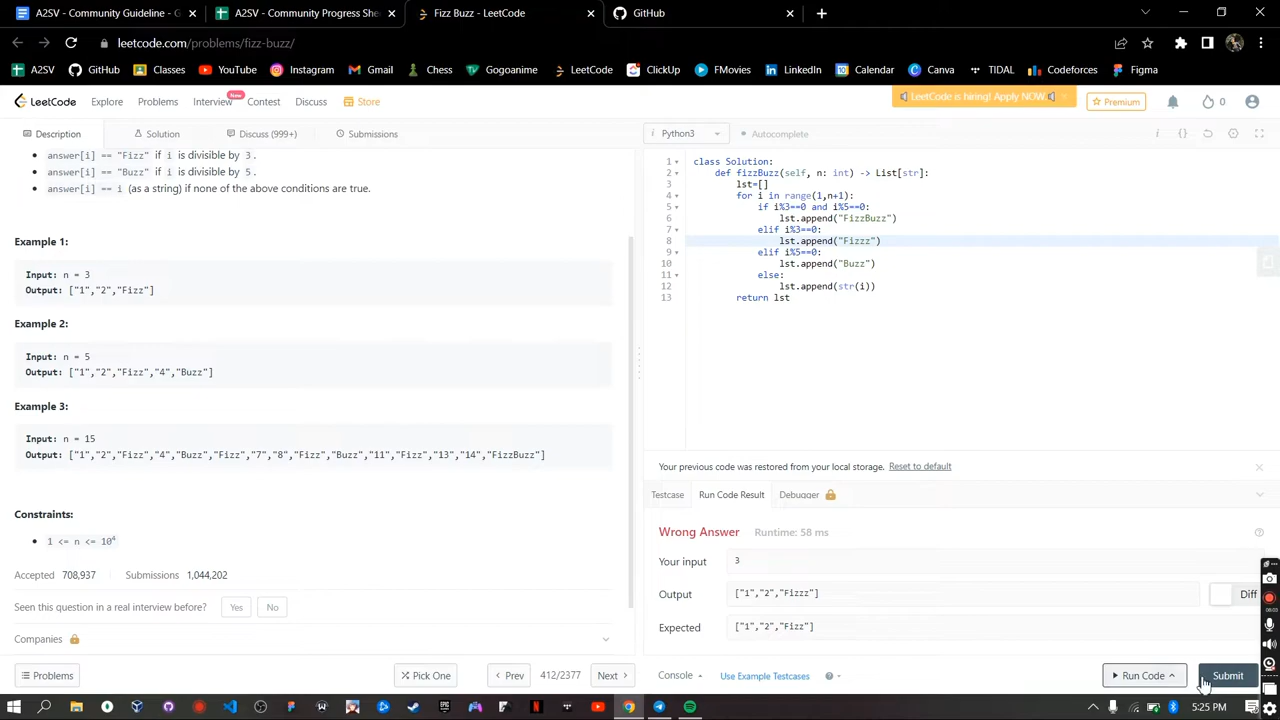 A2SV - Community Guideline - G
A2SV - Community Progress She
Fizz Buzz - LeetCode
GitHub
leetcode.com/problems/fizz-buzz/
A2SV
GitHub
Classes
YouTube
Instagram
Gmail
Chess
Gogoanime
LeetCode
ClickUp
FMovies
LinkedIn
Calendar
Canva
TIDAL
Codeforces
Figma
LeetCode
Explore
Problems
Interview
New
Contest
Discuss
Store
LeetCode is hiring! Apply NOW.
Premium
0
Description
Solution
Discuss (999+)
Submissions
Python3
Autocomplete
answer[i] == "Fizz" if i is divisible by 3.
answer[i] == "Buzz" if i is divisible by 5.
answer[i] == i (as a string) if none of the above conditions are true.
Example 1:
Input: n = 3
Output: ["1","2","Fizz"]
Example 2:
Input: n = 5
Output: ["1","2","Fizz","4","Buzz"]
Example 3:
Input: n = 15
Output: ["1","2","Fizz","4","Buzz","Fizz","7","8","Fizz","Buzz","11","Fizz","13","14","FizzBuzz"]
Constraints:
1 <= n <= 10⁴
Accepted 708,937 Submissions 1,044,202
Seen this question in a real interview before? Yes No
Companies
Problems
Pick One
Prev
412/2377
Next
1 class Solution:
2 def fizzBuzz(self, n: int) -> List[str]:
3 lst=[]
4 for i in range(1,n+1):
5 if i%3==0 and i%5==0:
6 lst.append("FizzBuzz")
7 elif i%3==0:
8 lst.append("Fizzz")
9 elif i%5==0:
10 lst.append("Buzz")
11 else:
12 lst.append(str(i))
13 return lst
Your previous code was restored from your local storage. Reset to default
Testcase
Run Code Result
Debugger
Wrong Answer Runtime: 58 ms
Your input 3
Output ["1","2","Fizzz"] Diff
Expected ["1","2","Fizz"]
Console
Use Example Testcases
Run Code
Submit
5:25 PM